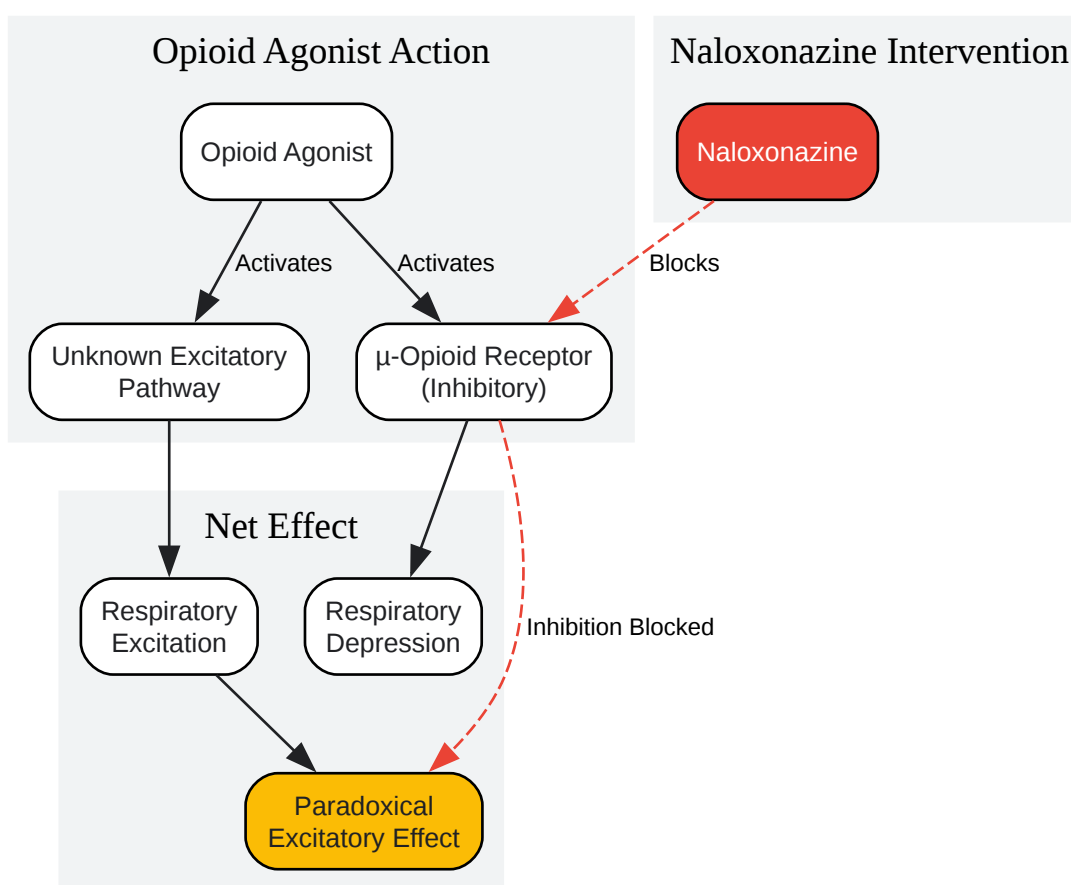 Opioid Agonist Action
Naloxonazine Intervention
Opioid Agonist
Naloxonazine
Activates
Activates
Blocks
Unknown Excitatory
Pathway
µ-Opioid Receptor
(Inhibitory)
Net Effect
Respiratory
Excitation
Respiratory
Depression
Inhibition Blocked
Paradoxical
Excitatory Effect